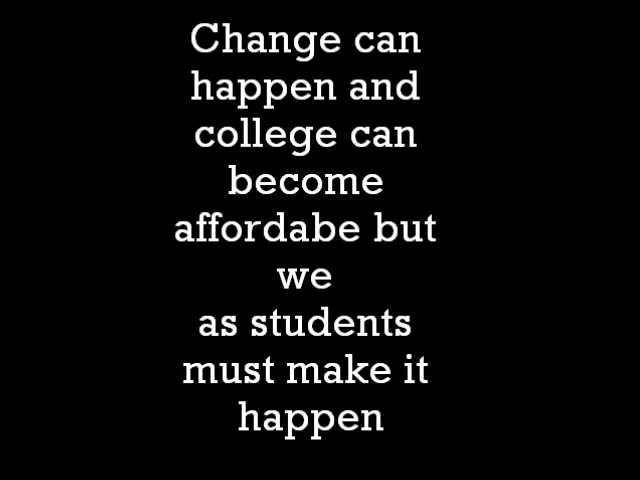 Change can
happen and
college can
become
affordabe but
we
as students
must make it
happen